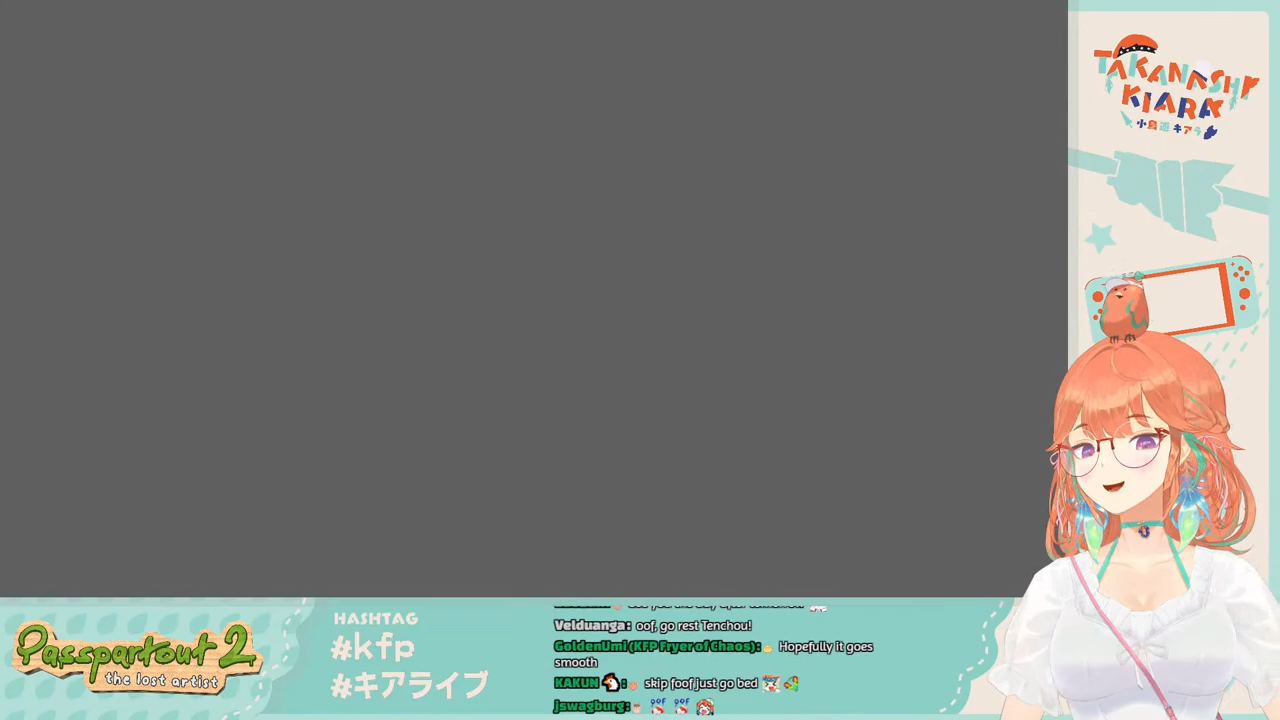 TAKANASHI
KIARA
小鳥遊 キアラ
Passpartout 2
the lost artist
HASHTAG
#kfp
#キアライブ
Velduanga: oof, go rest Tenchou!
GoldenUmi (KFP Fryer of Chaos): Hopefully it goes
smooth
KAKUN : skip foof just go bed
jswagburg: OOF OOF